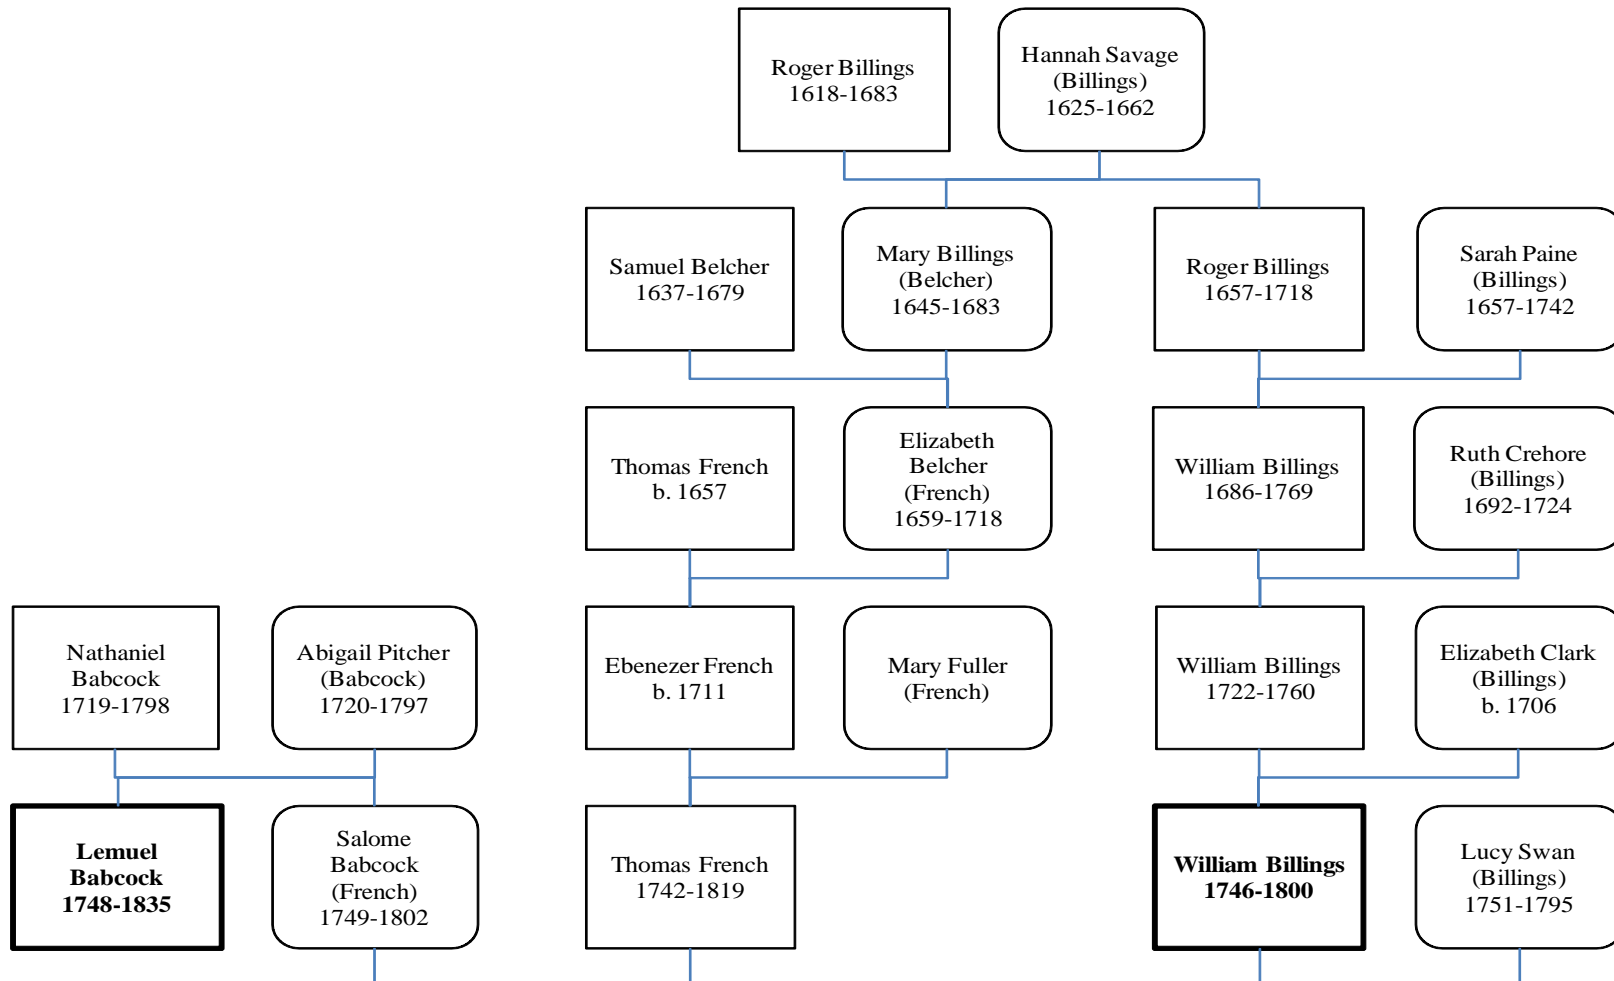 Roger Billings
1618-1683
Hannah Savage
(Billings)
1625-1662
Samuel Belcher
1637-1679
Mary Billings
(Belcher)
1645-1683
Roger Billings
1657-1718
Sarah Paine
(Billings)
1657-1742
Thomas French
b. 1657
Elizabeth
Belcher
(French)
1659-1718
William Billings
1686-1769
Ruth Crehore
(Billings)
1692-1724
Nathaniel
Babcock
1719-1798
Abigail Pitcher
(Babcock)
1720-1797
Ebenezer French
b. 1711
Mary Fuller
(French)
William Billings
1722-1760
Elizabeth Clark
(Billings)
b. 1706
Lemuel
Babcock
1748-1835
Salome
Babcock
(French)
1749-1802
Thomas French
1742-1819
William Billings
1746-1800
Lucy Swan
(Billings)
1751-1795